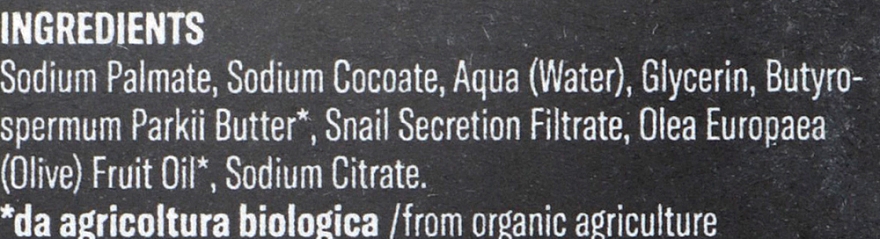 INGREDIENTS
Sodium Palmate, Sodium Cocoate, Aqua (Water), Glycerin, Butyro-
spermum Parkii Butter*, Snail Secretion Filtrate, Olea Europaea
(Olive) Fruit Oil*, Sodium Citrate.
*da agricoltura biologica /from organic agriculture